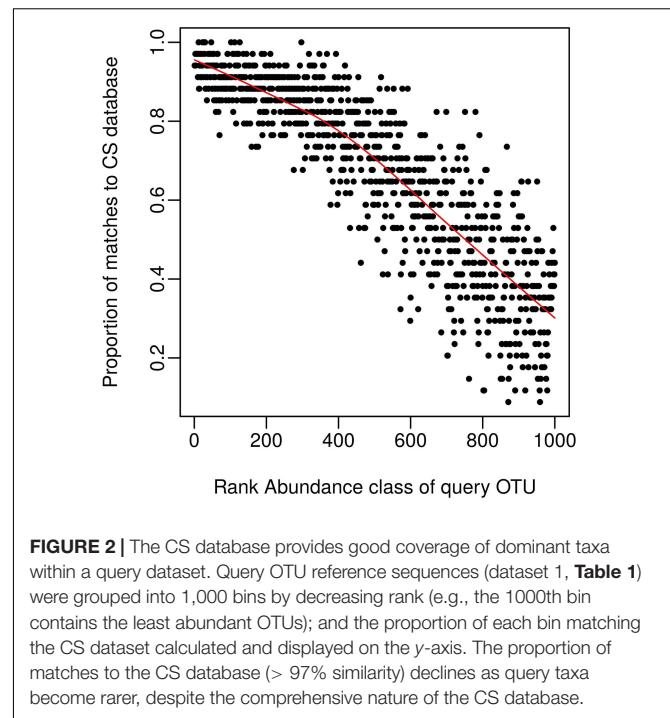 1.0
0.8
0.6
0.4
0.2
Proportion of matches to CS database
0 200 400 600 800 1000
Rank Abundance class of query OTU
FIGURE 2 | The CS database provides good coverage of dominant taxa
within a query dataset. Query OTU reference sequences (dataset 1, Table 1)
were grouped into 1,000 bins by decreasing rank (e.g., the 1000th bin
contains the least abundant OTUs); and the proportion of each bin matching
the CS dataset calculated and displayed on the y-axis. The proportion of
matches to the CS database (> 97% similarity) declines as query taxa
become rarer, despite the comprehensive nature of the CS database.